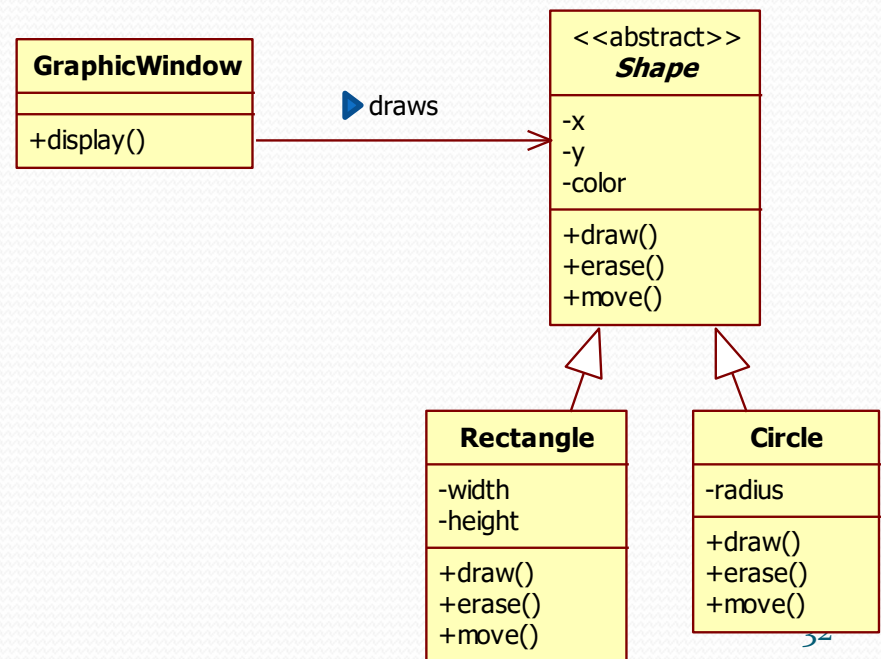 GraphicWindow
+display()
draws
<<abstract>>
Shape
-x
-y
-color
+draw()
+erase()
+move()
Rectangle
-width
-height
+draw()
+erase()
+move()
Circle
-radius
+draw()
+erase()
+move()
32